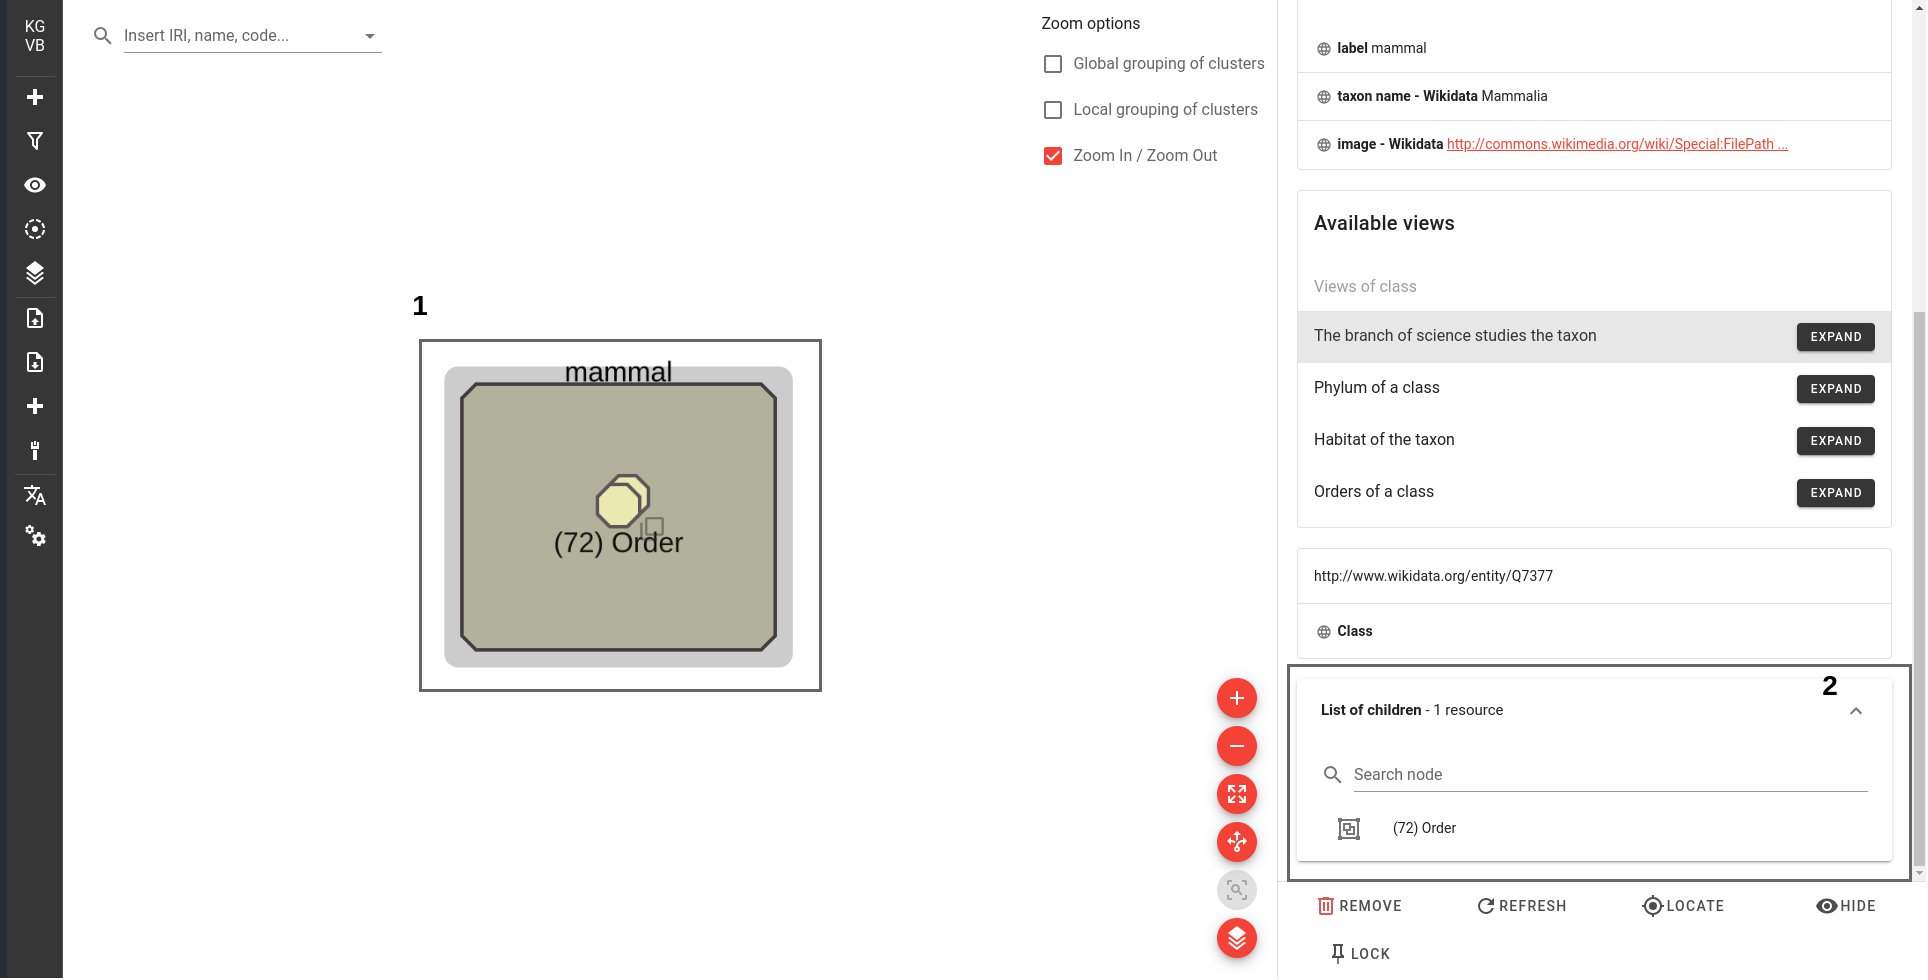 KG
VB
Insert IRI, name, code...
Zoom options
Global grouping of clusters
Local grouping of clusters
Zoom In / Zoom Out
1
mammal
(72) Order
label mammal
taxon name - Wikidata Mammalia
image - Wikidata http://commons.wikimedia.org/wiki/Special:FilePath ...
Available views
Views of class
The branch of science studies the taxon EXPAND
Phylum of a class EXPAND
Habitat of the taxon EXPAND
Orders of a class EXPAND
http://www.wikidata.org/entity/Q7377
Class
2
List of children - 1 resource
Search node
(72) Order
REMOVE REFRESH LOCATE HIDE
LOCK